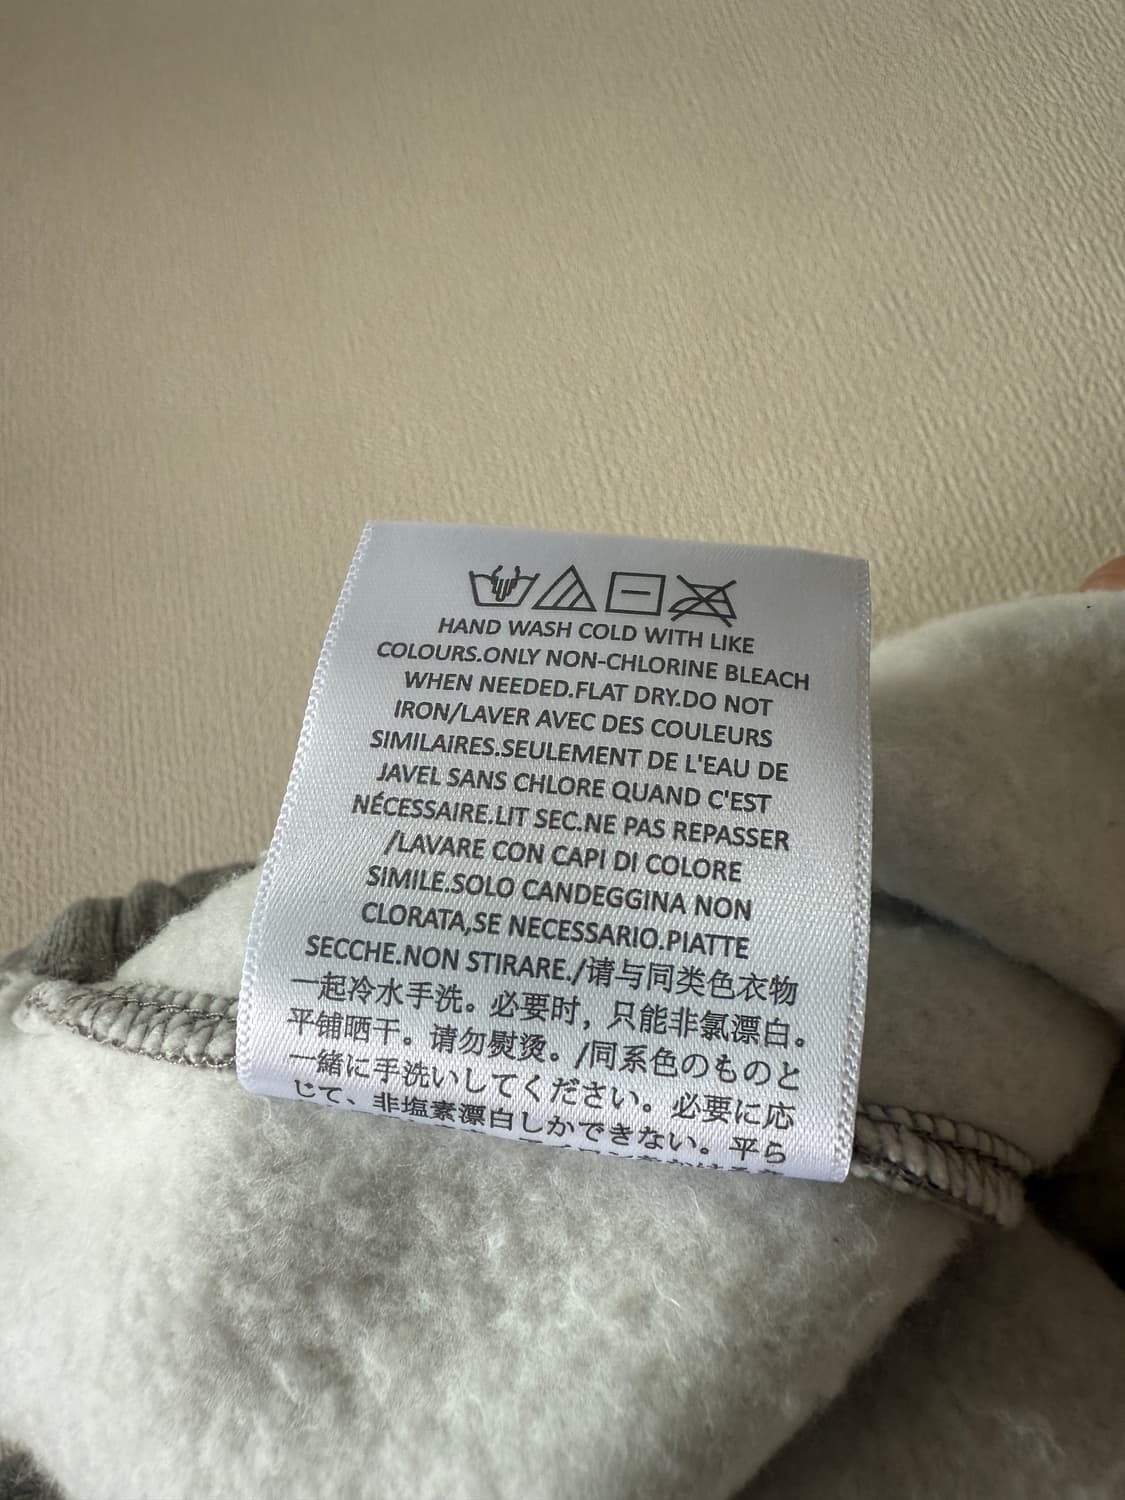 HAND WASH COLD WITH LIKE
COLOURS.ONLY NON-CHLORINE BLEACH
WHEN NEEDED.FLAT DRY.DO NOT
IRON/LAVER AVEC DES COULEURS
SIMILAIRES.SEULEMENT DE L'EAU DE
JAVEL SANS CHLORE QUAND C'EST
NÉCESSAIRE.LIT SEC.NE PAS REPASSER
/LAVARE CON CAPI DI COLORE
SIMILE.SOLO CANDEGGINA NON
CLORATA,SE NECESSARIO.PIATTE
SECCHE.NON STIRARE./请与同类色衣物
一起冷水手洗。必要时，只能非氯漂白。
平铺晒干。请勿熨烫。/同系色のものと
一緒に手洗いしてください。必要に応
じて、非塩素漂白しかできない。平ら